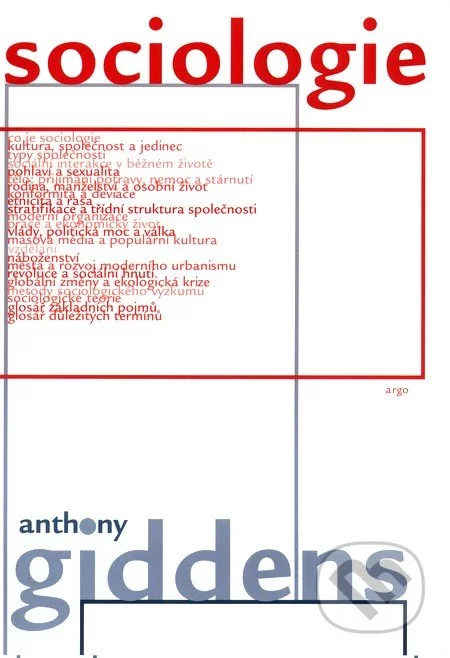 sociologie
co je sociologie
kultura, společnost a jedinec
typy společností
sociální interakce v běžném životě
pohlaví a sexualita
tělo: přijímání potravy, nemoc a stárnutí
rodina, manželství a osobní život
konformita a deviace
etnicita a rasa
stratifikace a třídní struktura společnosti
moderní organizace
práce a ekonomický život
vlády, politická moc a válka
masová média a populární kultura
vzdělání
náboženství
města a rozvoj moderního urbanismu
revoluce a sociální hnutí
globální změny a ekologická krize
metody sociologického výzkumu
sociologické teorie
glosář základních pojmů
glosář důležitých termínů
argo
anthony
giddens